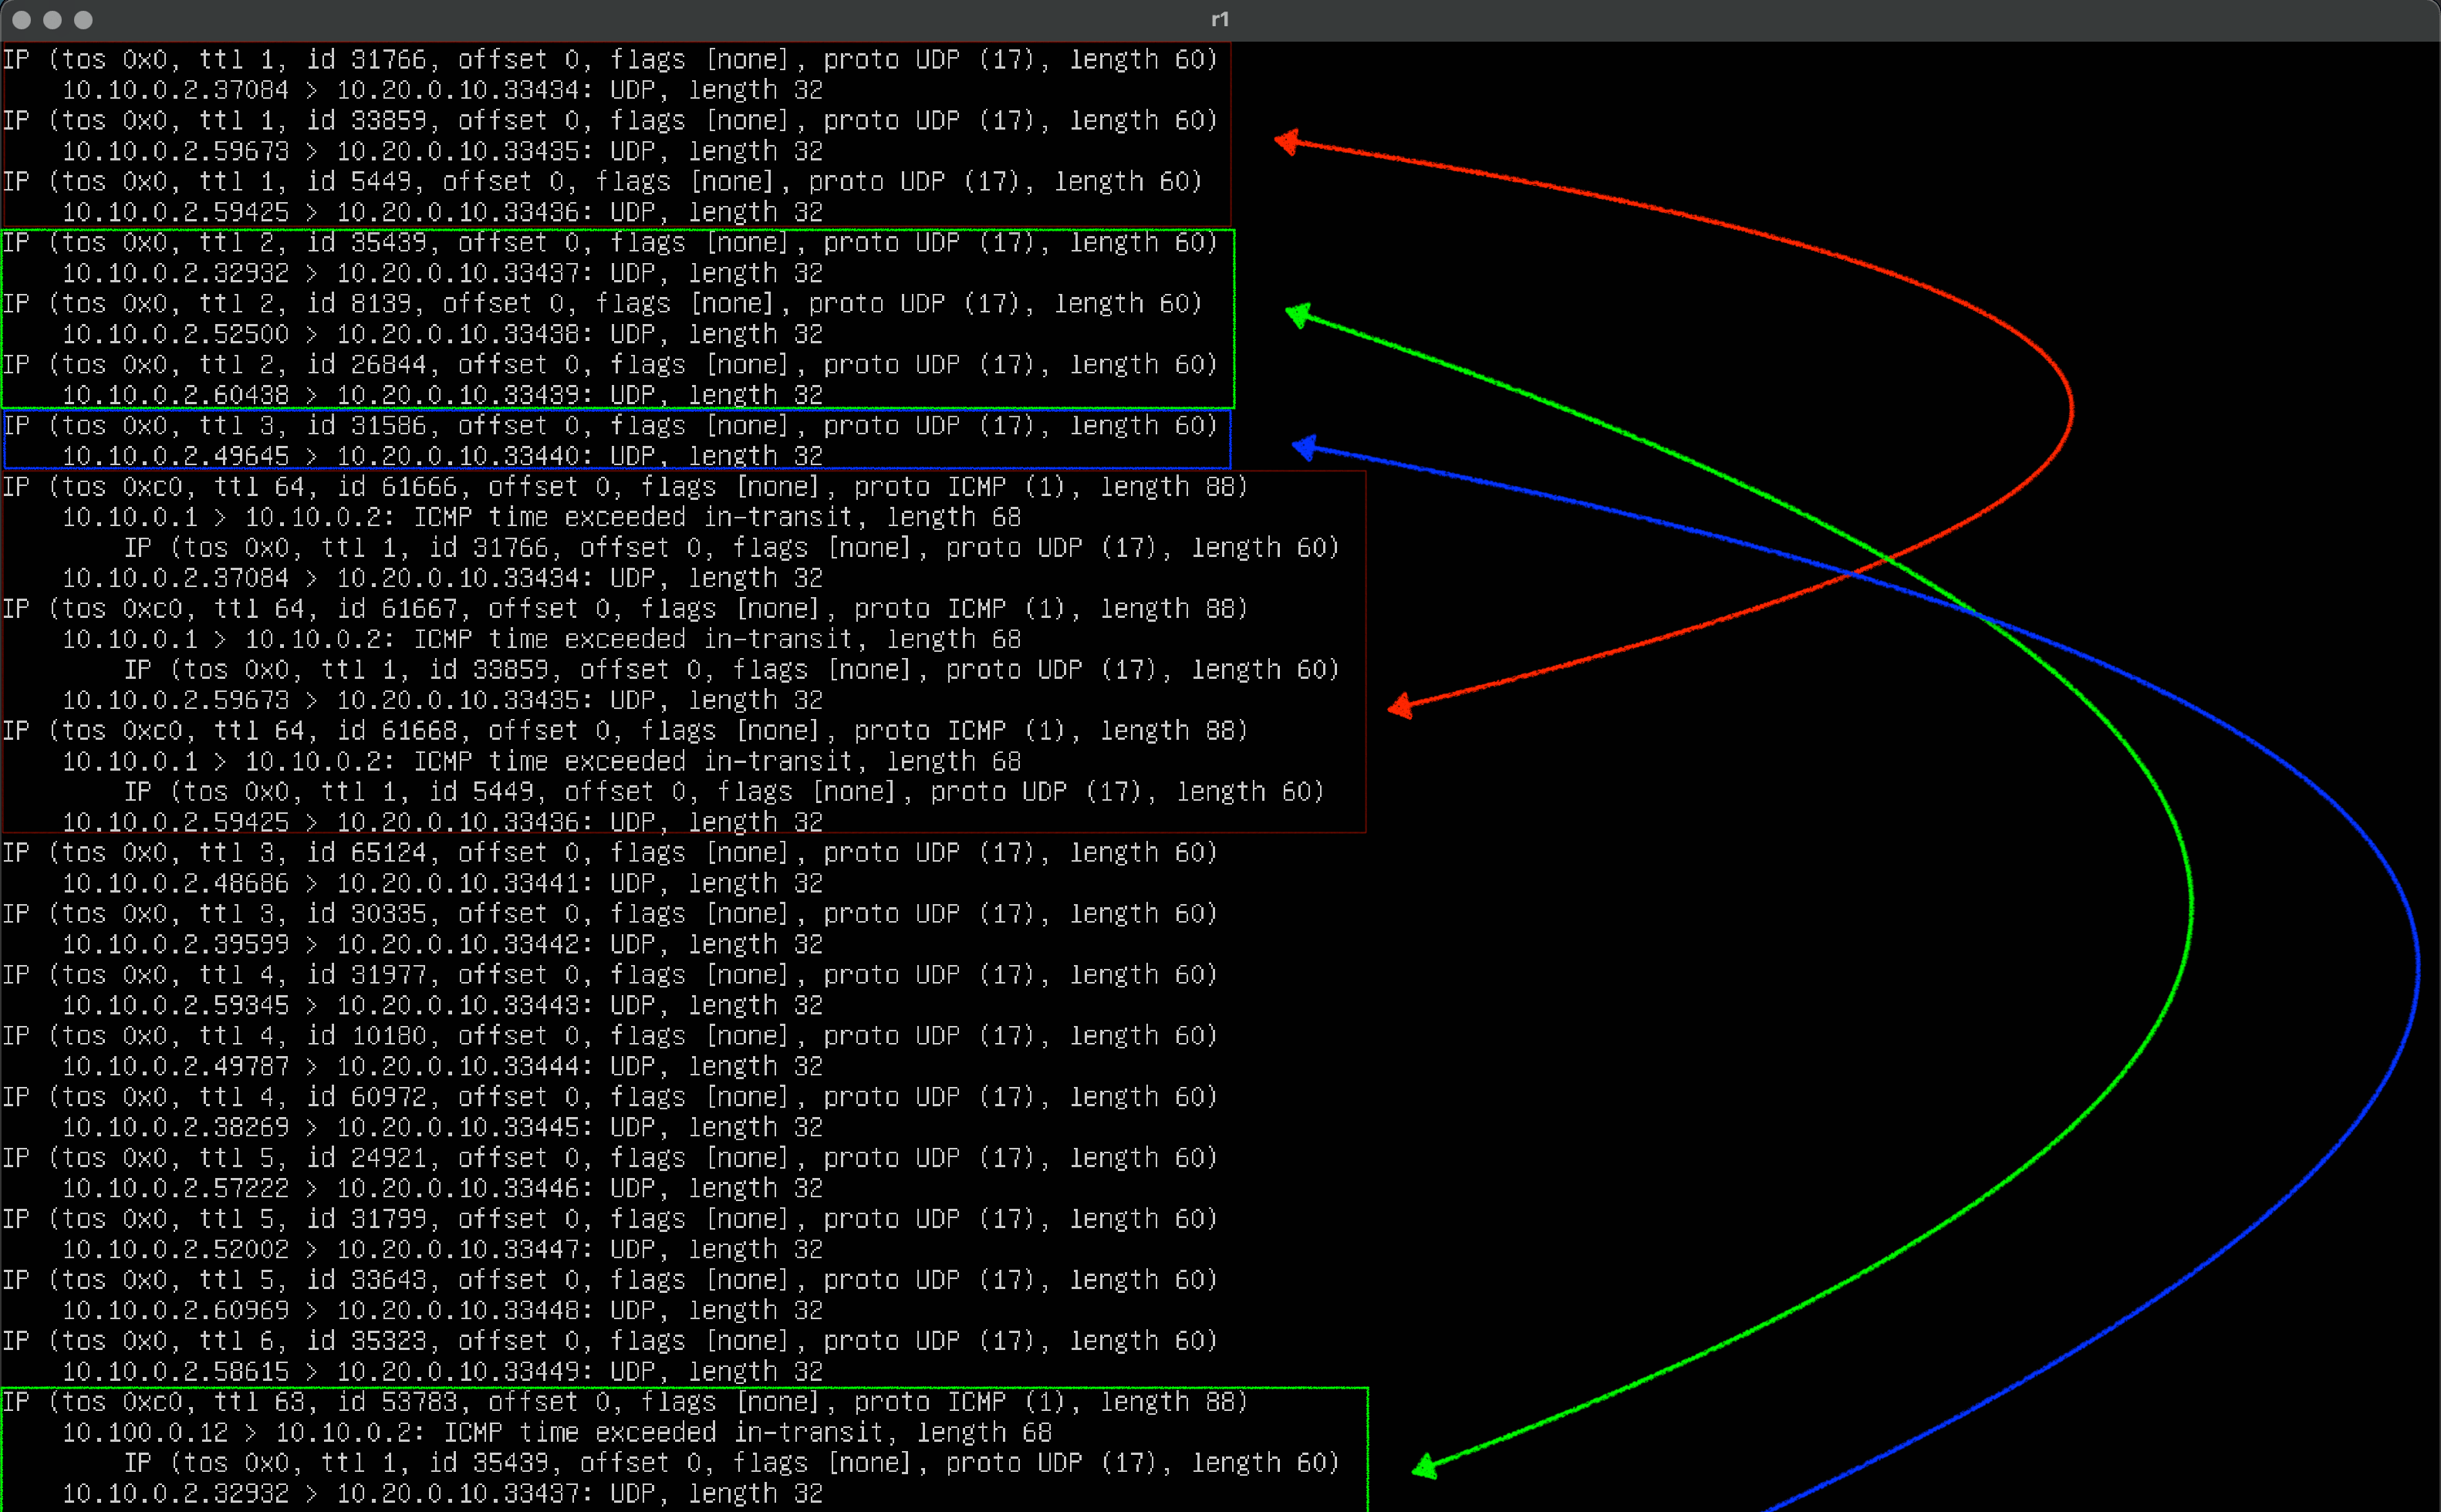 r1
IP (tos 0x0, ttl 1, id 31766, offset 0, flags [none], proto UDP (17), length 60)
    10.10.0.2.37084 > 10.20.0.10.33434: UDP, length 32
IP (tos 0x0, ttl 1, id 33859, offset 0, flags [none], proto UDP (17), length 60)
    10.10.0.2.59673 > 10.20.0.10.33435: UDP, length 32
IP (tos 0x0, ttl 1, id 5449, offset 0, flags [none], proto UDP (17), length 60)
    10.10.0.2.59425 > 10.20.0.10.33436: UDP, length 32
IP (tos 0x0, ttl 2, id 35439, offset 0, flags [none], proto UDP (17), length 60)
    10.10.0.2.32932 > 10.20.0.10.33437: UDP, length 32
IP (tos 0x0, ttl 2, id 8139, offset 0, flags [none], proto UDP (17), length 60)
    10.10.0.2.52500 > 10.20.0.10.33438: UDP, length 32
IP (tos 0x0, ttl 2, id 26844, offset 0, flags [none], proto UDP (17), length 60)
    10.10.0.2.60438 > 10.20.0.10.33439: UDP, length 32
IP (tos 0x0, ttl 3, id 31586, offset 0, flags [none], proto UDP (17), length 60)
    10.10.0.2.49645 > 10.20.0.10.33440: UDP, length 32
IP (tos 0xc0, ttl 64, id 61666, offset 0, flags [none], proto ICMP (1), length 88)
    10.10.0.1 > 10.10.0.2: ICMP time exceeded in-transit, length 68
        IP (tos 0x0, ttl 1, id 31766, offset 0, flags [none], proto UDP (17), length 60)
    10.10.0.2.37084 > 10.20.0.10.33434: UDP, length 32
IP (tos 0xc0, ttl 64, id 61667, offset 0, flags [none], proto ICMP (1), length 88)
    10.10.0.1 > 10.10.0.2: ICMP time exceeded in-transit, length 68
        IP (tos 0x0, ttl 1, id 33859, offset 0, flags [none], proto UDP (17), length 60)
    10.10.0.2.59673 > 10.20.0.10.33435: UDP, length 32
IP (tos 0xc0, ttl 64, id 61668, offset 0, flags [none], proto ICMP (1), length 88)
    10.10.0.1 > 10.10.0.2: ICMP time exceeded in-transit, length 68
        IP (tos 0x0, ttl 1, id 5449, offset 0, flags [none], proto UDP (17), length 60)
    10.10.0.2.59425 > 10.20.0.10.33436: UDP, length 32
IP (tos 0x0, ttl 3, id 65124, offset 0, flags [none], proto UDP (17), length 60)
    10.10.0.2.48686 > 10.20.0.10.33441: UDP, length 32
IP (tos 0x0, ttl 3, id 30335, offset 0, flags [none], proto UDP (17), length 60)
    10.10.0.2.39599 > 10.20.0.10.33442: UDP, length 32
IP (tos 0x0, ttl 4, id 31977, offset 0, flags [none], proto UDP (17), length 60)
    10.10.0.2.59345 > 10.20.0.10.33443: UDP, length 32
IP (tos 0x0, ttl 4, id 10180, offset 0, flags [none], proto UDP (17), length 60)
    10.10.0.2.49787 > 10.20.0.10.33444: UDP, length 32
IP (tos 0x0, ttl 4, id 60972, offset 0, flags [none], proto UDP (17), length 60)
    10.10.0.2.38269 > 10.20.0.10.33445: UDP, length 32
IP (tos 0x0, ttl 5, id 24921, offset 0, flags [none], proto UDP (17), length 60)
    10.10.0.2.57222 > 10.20.0.10.33446: UDP, length 32
IP (tos 0x0, ttl 5, id 31799, offset 0, flags [none], proto UDP (17), length 60)
    10.10.0.2.52002 > 10.20.0.10.33447: UDP, length 32
IP (tos 0x0, ttl 5, id 33643, offset 0, flags [none], proto UDP (17), length 60)
    10.10.0.2.60969 > 10.20.0.10.33448: UDP, length 32
IP (tos 0x0, ttl 6, id 35323, offset 0, flags [none], proto UDP (17), length 60)
    10.10.0.2.58615 > 10.20.0.10.33449: UDP, length 32
IP (tos 0xc0, ttl 63, id 53783, offset 0, flags [none], proto ICMP (1), length 88)
    10.100.0.12 > 10.10.0.2: ICMP time exceeded in-transit, length 68
        IP (tos 0x0, ttl 1, id 35439, offset 0, flags [none], proto UDP (17), length 60)
    10.10.0.2.32932 > 10.20.0.10.33437: UDP, length 32